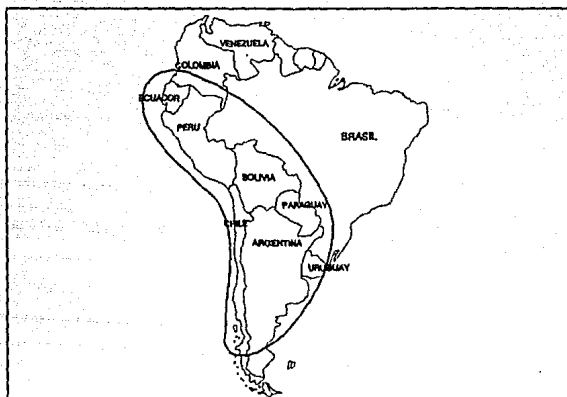 VENEZUELA
COLOMBIA
ECUADOR
PERU
BRASIL
BOLIVIA
PARAGUAY
CHILE
ARGENTINA
URUGUAY